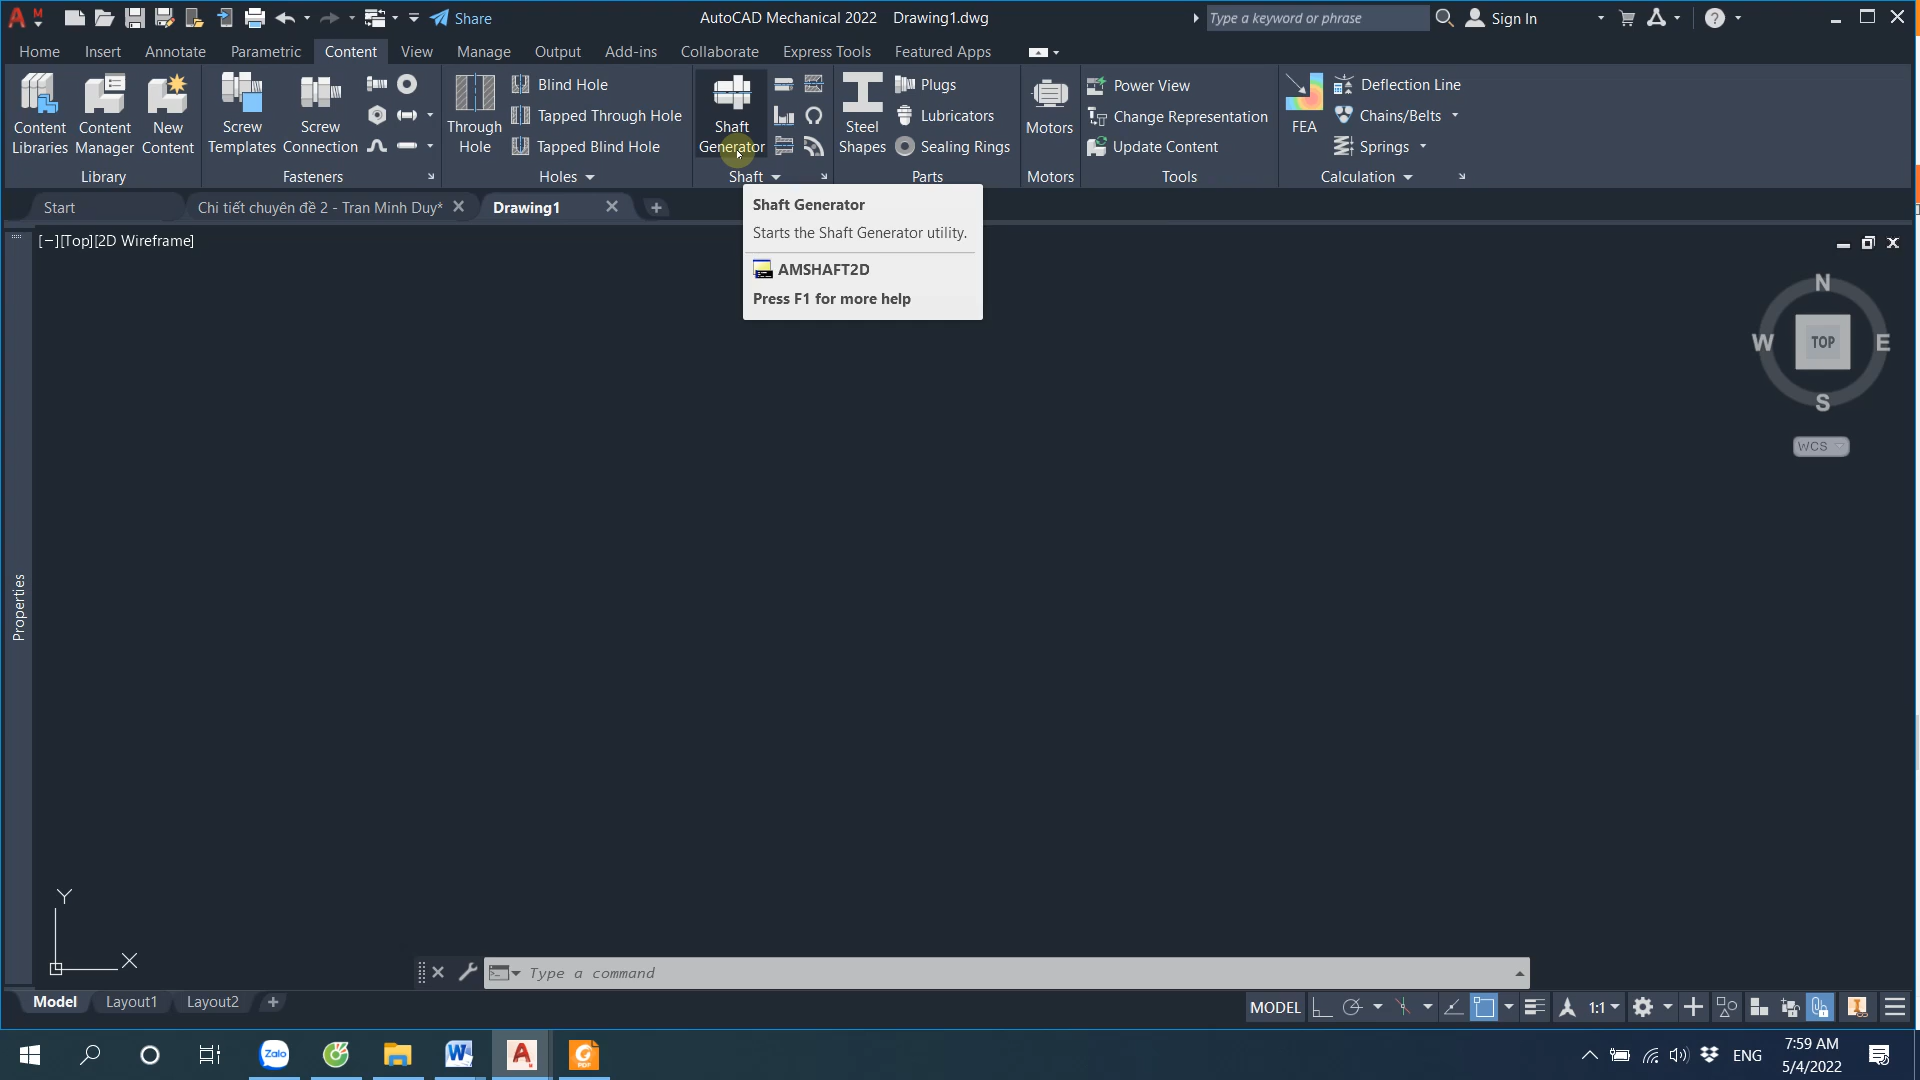 Share
AutoCAD Mechanical 2022 Drawing1.dwg
Type a keyword or phrase
Sign In
Home Insert Annotate Parametric Content View Manage Output Add-ins Collaborate Express Tools Featured Apps
Content Libraries
Content Manager
New Content
Library
Screw Templates
Screw Connection
Fasteners
Through Hole
Blind Hole
Tapped Through Hole
Tapped Blind Hole
Holes
Shaft Generator
Shaft
Steel Shapes
Plugs
Lubricators
Sealing Rings
Parts
Motors
Motors
Power View
Change Representation
Update Content
Tools
FEA
Deflection Line
Chains/Belts
Springs
Calculation
Start
Chi tiết chuyên đề 2 - Tran Minh Duy*
Drawing1
[−][Top][2D Wireframe]
Shaft Generator
Starts the Shaft Generator utility.
AMSHAFT2D
Press F1 for more help
N
W TOP E
S
WCS
Properties
Y
X
Type a command
Model Layout1 Layout2
MODEL
1:1
Zalo
ENG
7:59 AM
5/4/2022